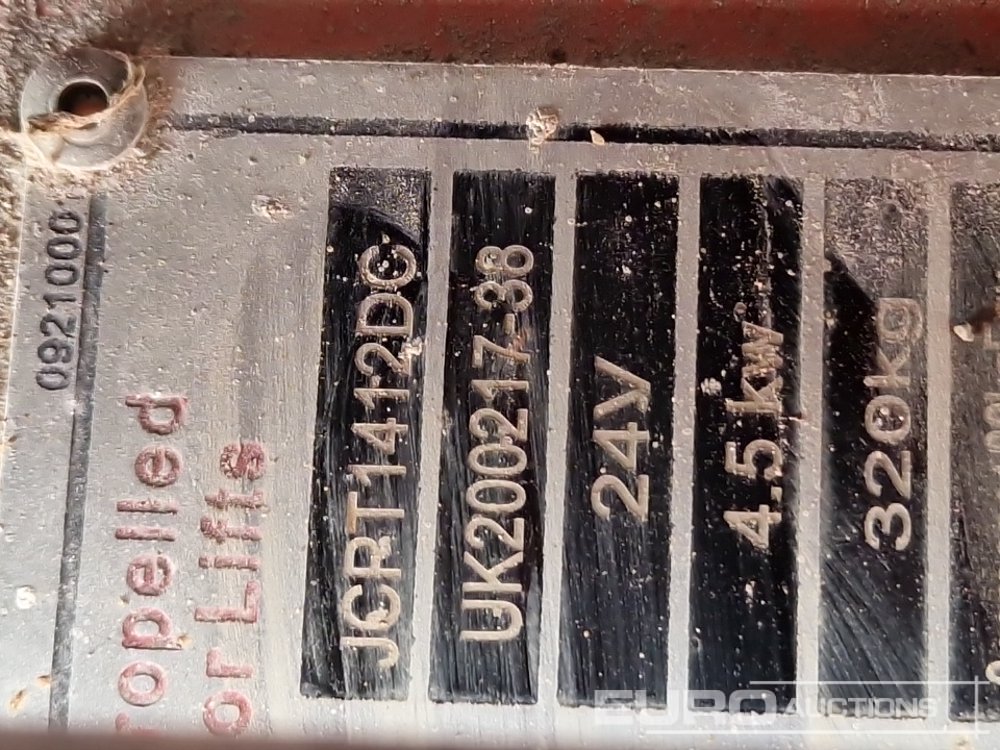 0921000
ropelled
or Lifts
JCRT1412DC
UK200217-38
24V
4.5kw
320kg
EURO AUCTIONS